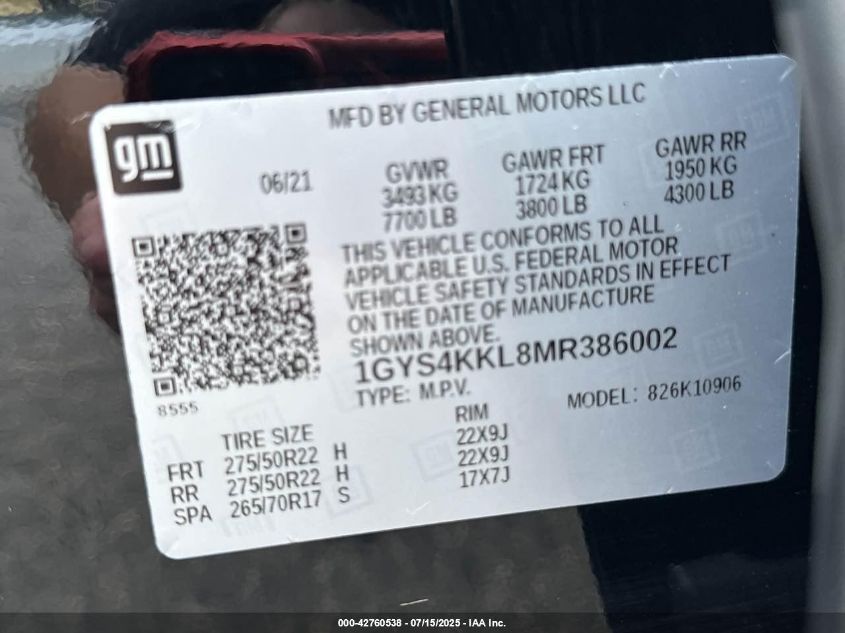 MFD BY GENERAL MOTORS LLC
gm
06/21
GVWR
3493 KG
7700 LB
GAWR FRT
1724 KG
3800 LB
GAWR RR
1950 KG
4300 LB
THIS VEHICLE CONFORMS TO ALL
APPLICABLE U.S. FEDERAL MOTOR
VEHICLE SAFETY STANDARDS IN EFFECT
ON THE DATE OF MANUFACTURE
SHOWN ABOVE.
1GYS4KKL8MR386002
TYPE: M.P.V.
MODEL: 826K10906
8555
TIRE SIZE RIM
FRT 275/50R22 H 22X9J
RR 275/50R22 H 22X9J
SPA 265/70R17 S 17X7J
000-42760538 - 07/15/2025 - IAA Inc.